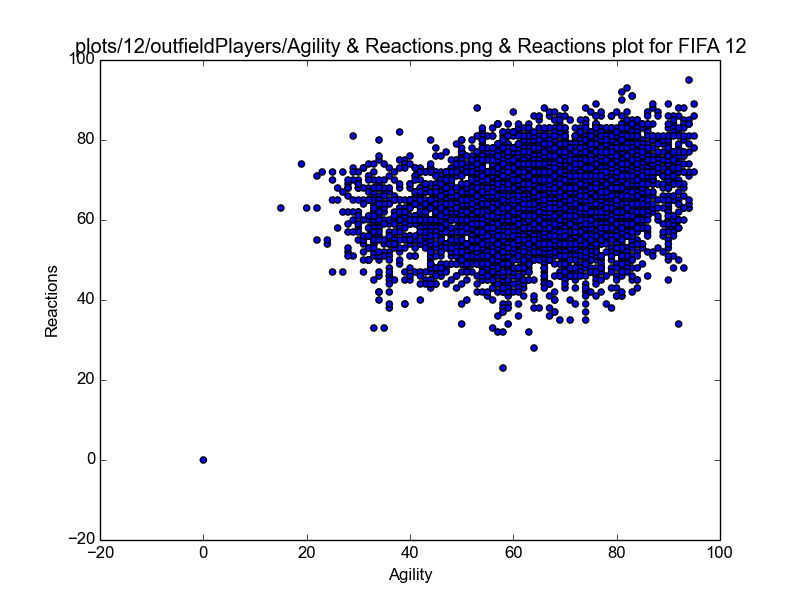 plots/12/outfieldPlayers/Agility & Reactions.png & Reactions plot for FIFA 12
100
80
60
40
20
0
−20
Reactions
−20 0 20 40 60 80 100
Agility